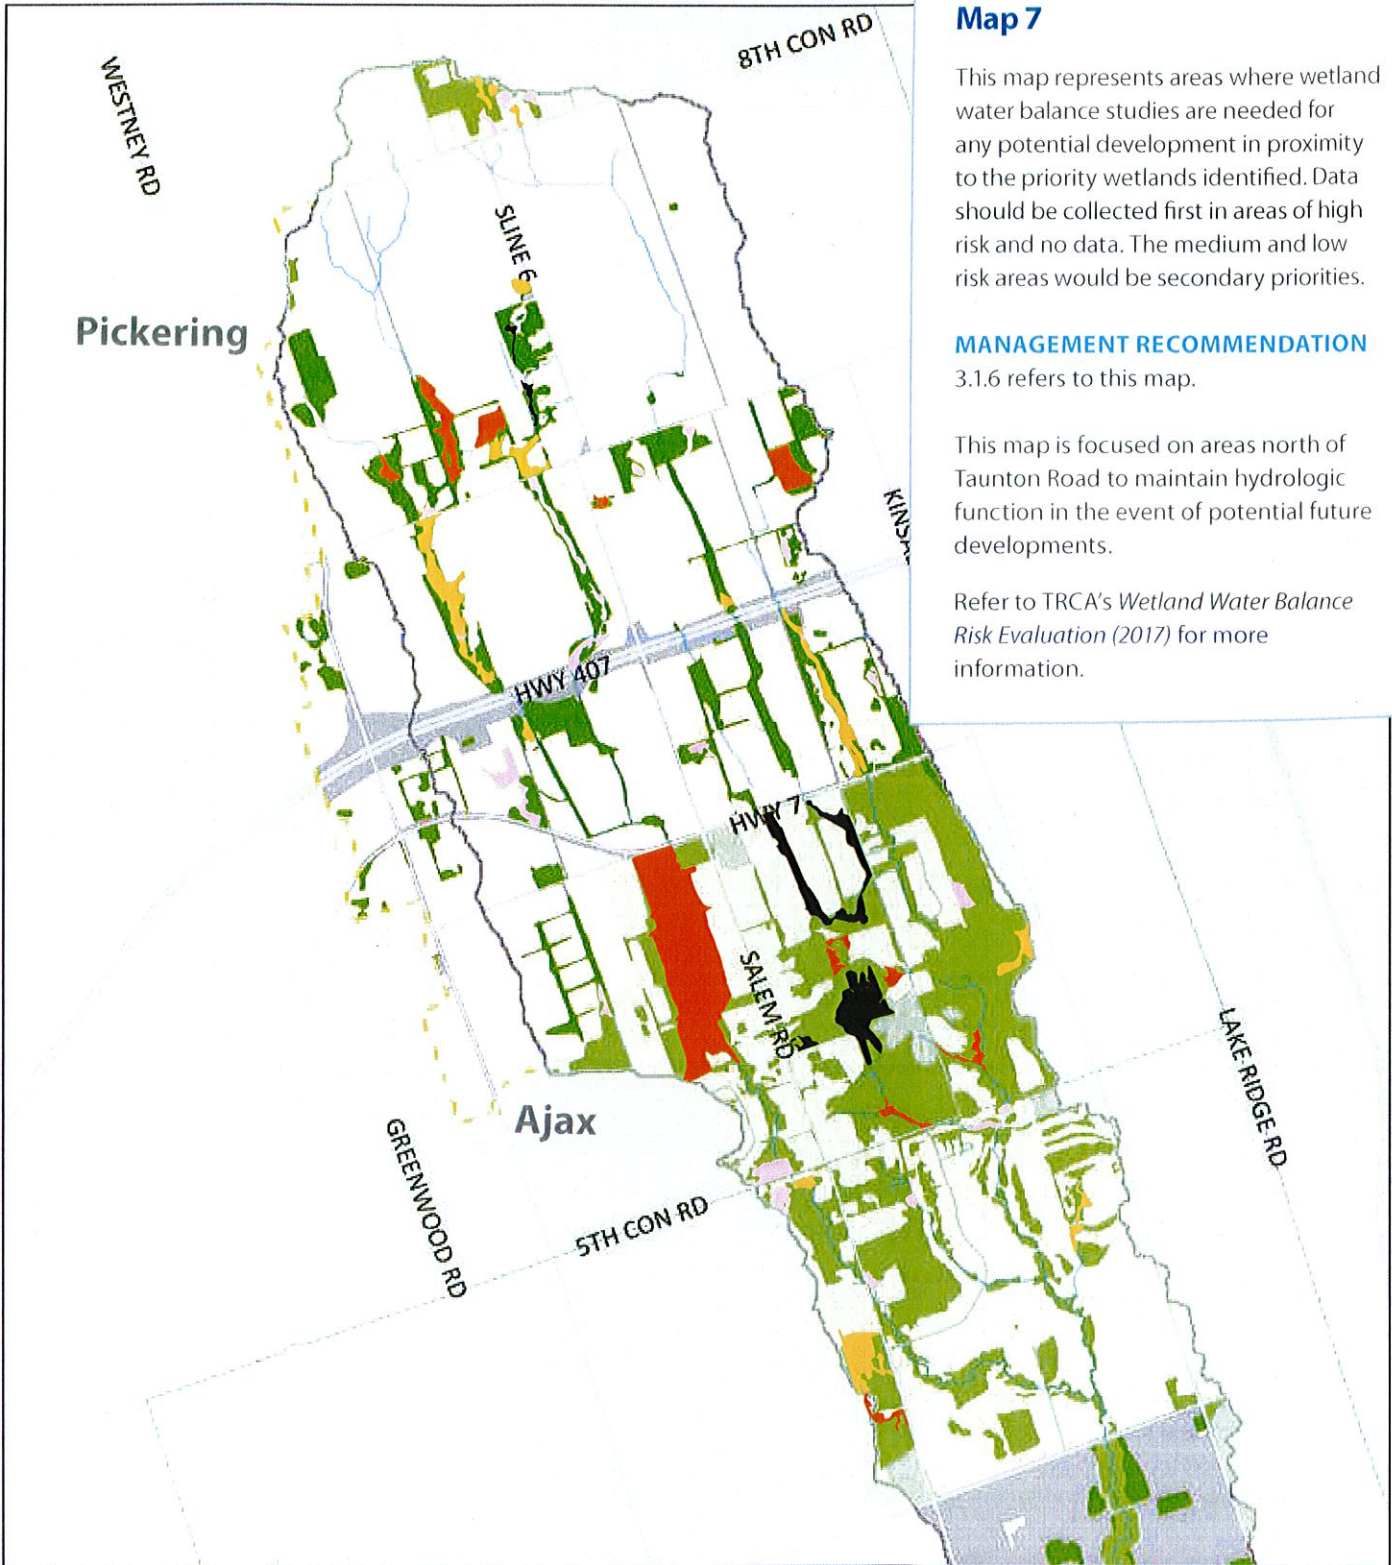 Map 7
This map represents areas where wetland
water balance studies are needed for
any potential development in proximity
to the priority wetlands identified. Data
should be collected first in areas of high
risk and no data. The medium and low
risk areas would be secondary priorities.
MANAGEMENT RECOMMENDATION
3.1.6 refers to this map.
This map is focused on areas north of
Taunton Road to maintain hydrologic
function in the event of potential future
developments.
Refer to TRCA's Wetland Water Balance
Risk Evaluation (2017) for more
information.
8TH CON RD
WESTNEY RD
SLINE 6
Pickering
HWY 407
HWY 7
SALEM RD
LAKE RIDGE RD
Ajax
GREENWOOD RD
5TH CON RD